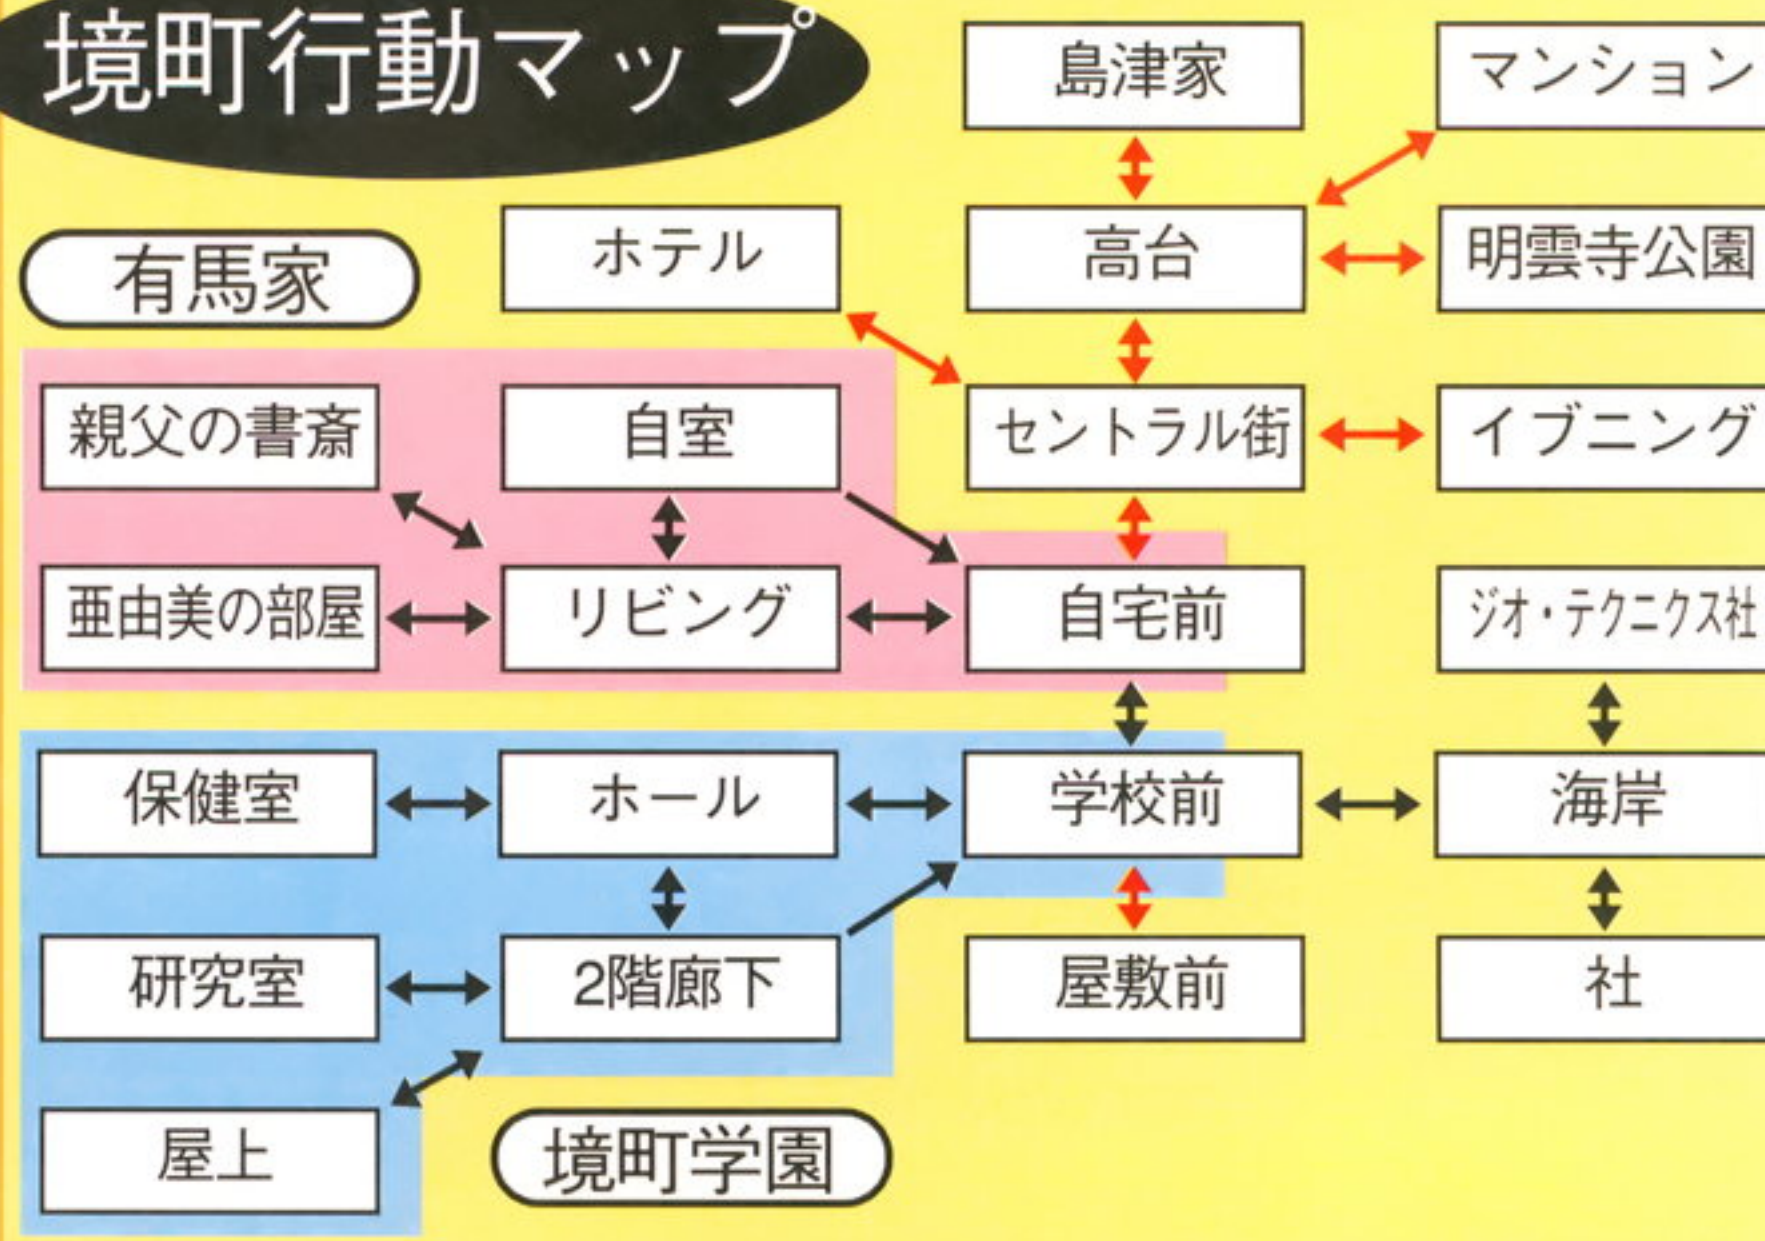 境町行動マップ
島津家
マンション
有馬家
ホテル
高台
明雲寺公園
親父の書斎
自室
セントラル街
イブニング
亜由美の部屋
リビング
自宅前
ジオ・テクニクス社
保健室
ホール
学校前
海岸
研究室
2階廊下
屋敷前
社
屋上
境町学園